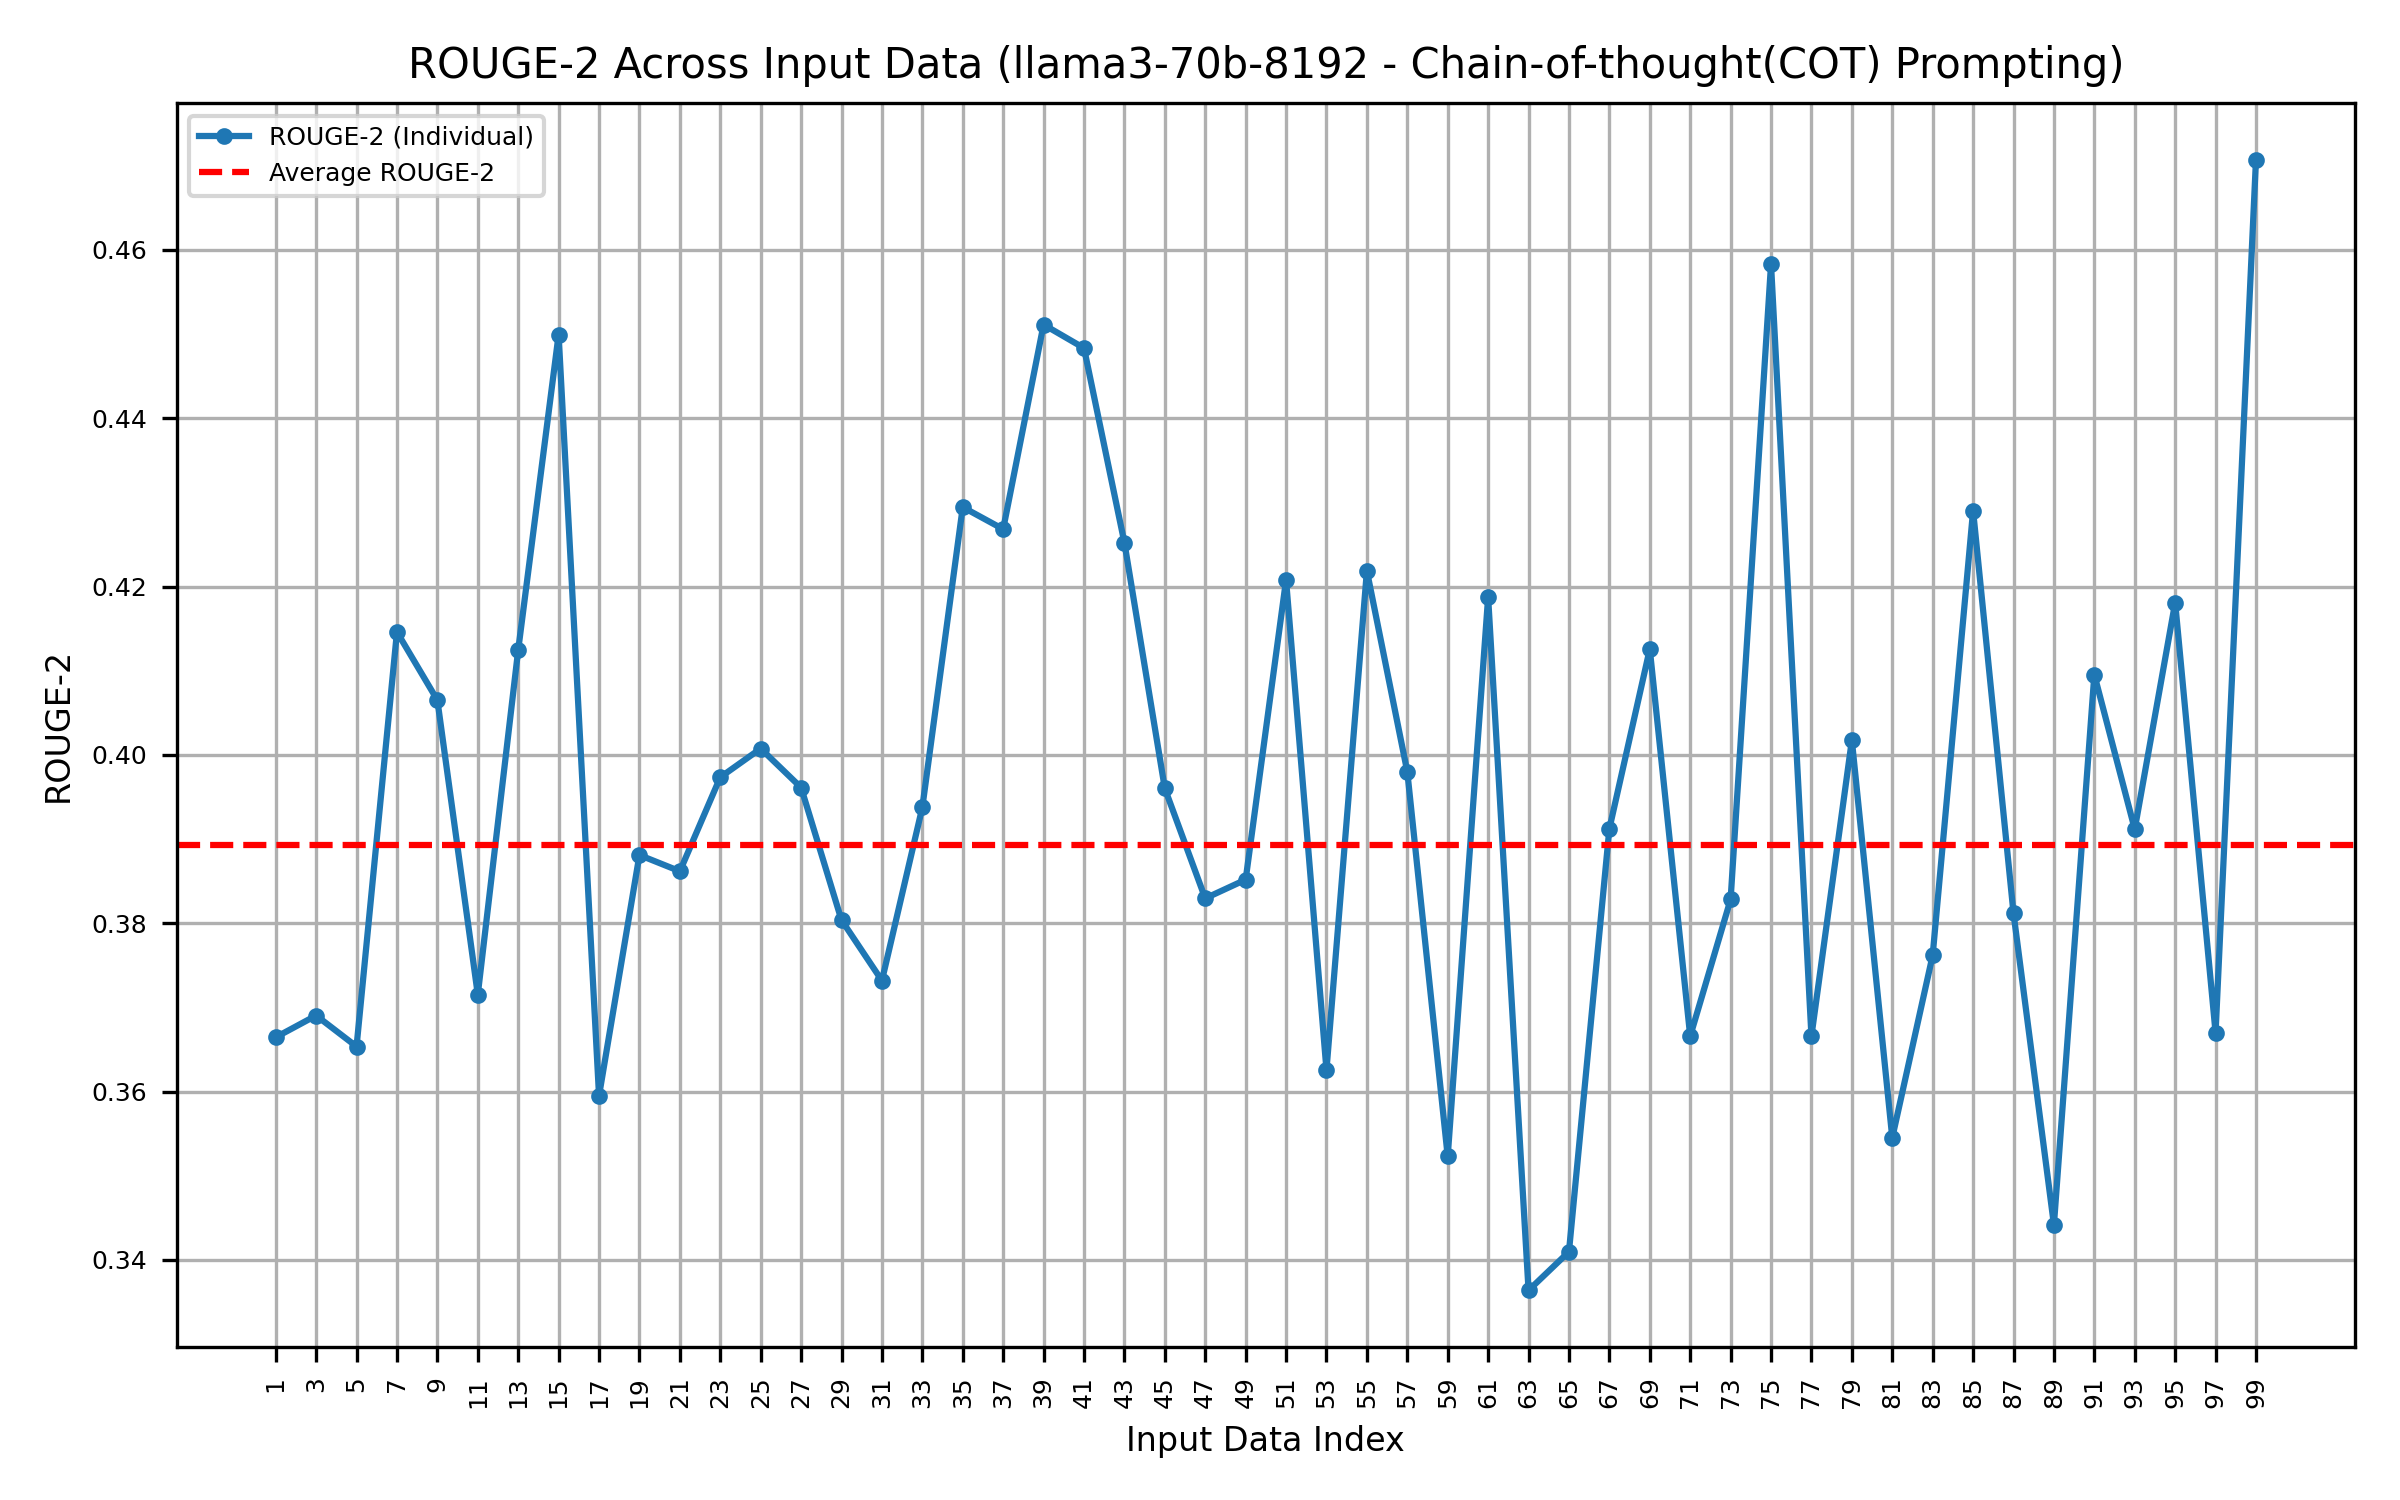 ROUGE-2 Across Input Data (llama3-70b-8192 - Chain-of-thought(COT) Prompting)
ROUGE-2 (Individual)
Average ROUGE-2
0.46
0.44
0.42
0.40
0.38
0.36
0.34
ROUGE-2
1 3 5 7 9 11 13 15 17 19 21 23 25 27 29 31 33 35 37 39 41 43 45 47 49 51 53 55 57 59 61 63 65 67 69 71 73 75 77 79 81 83 85 87 89 91 93 95 97 99
Input Data Index